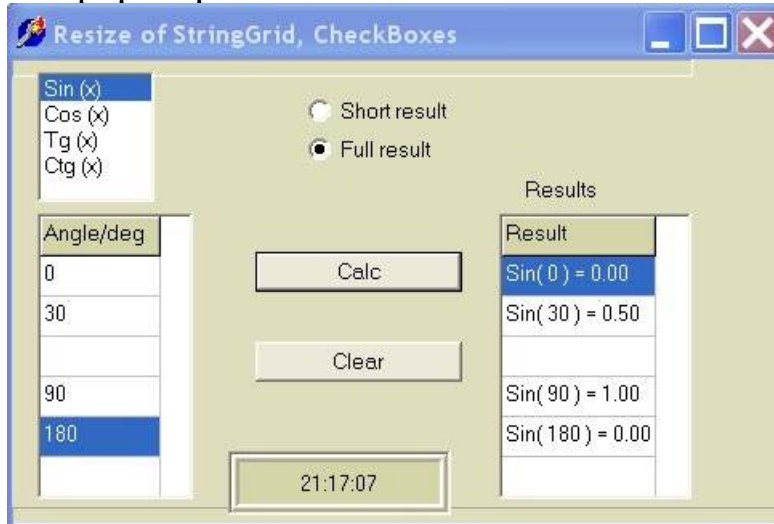 Resize of StringGrid, CheckBoxes
Sin (x)
Cos (x)
Tg (x)
Ctg (x)
Short result
Full result
Results
Angle/deg
0
30
90
180
Calc
Clear
21:17:07
Result
Sin( 0 ) = 0.00
Sin( 30 ) = 0.50
Sin( 90 ) = 1.00
Sin( 180 ) = 0.00